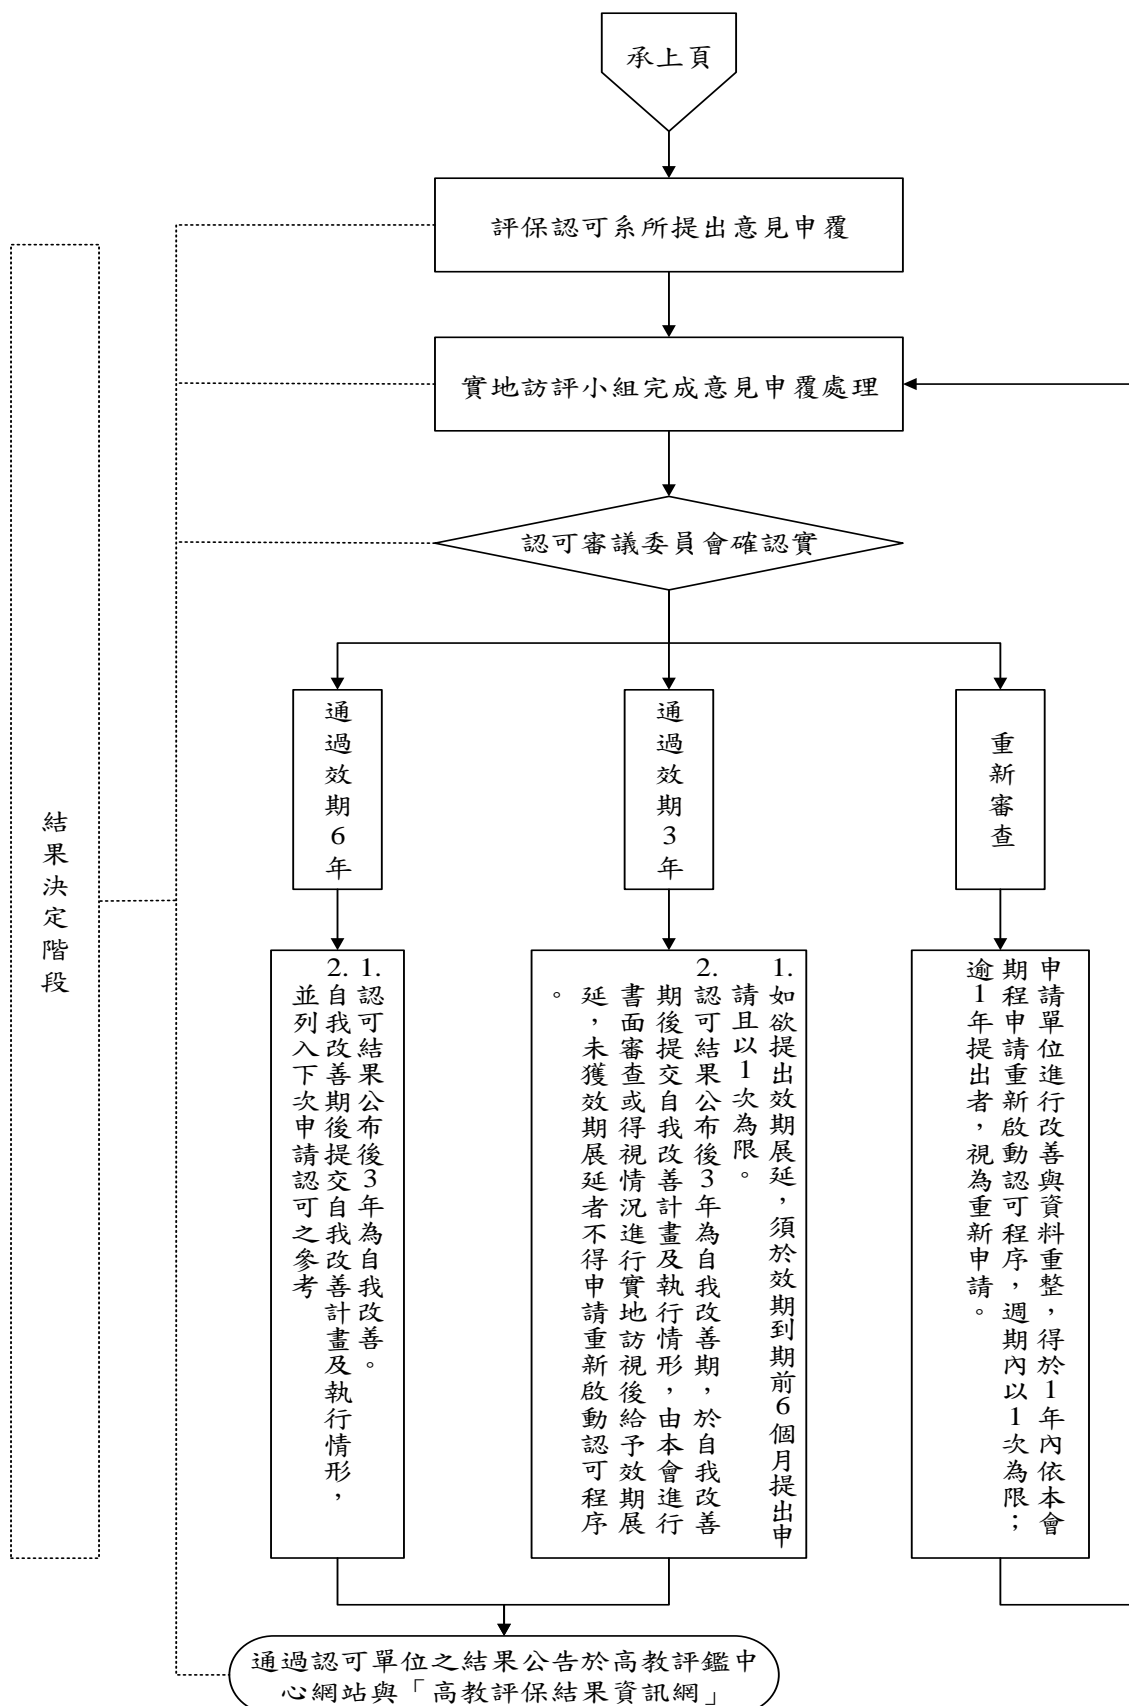 承上頁
評保認可系所提出意見申覆
實地訪評小組完成意見申覆處理
認可審議委員會確認實
通過效期6年
通過效期3年
重新審查
結果決定階段
1.認可結果公布後3年為自我改善。
2.自我改善期後提交自我改善計畫及執行情形，
並列入下次申請認可之參考
1.如欲提出效期展延，須於效期到期前6個月提出申
請且以1次為限。
2.認可結果公布後3年為自我改善期，於自我改善
期後提交自我改善計畫及執行情形，由本會進行
書面審查或得視情況進行實地訪視後給予效期展
延，未獲效期展延者不得申請重新啟動認可程序
。
申請單位進行改善與資料重整，得於1年內依本會
期程申請重新啟動認可程序，週期內以1次為限；
逾1年提出者，視為重新申請。
通過認可單位之結果公告於高教評鑑中
心網站與「高教評保結果資訊網」